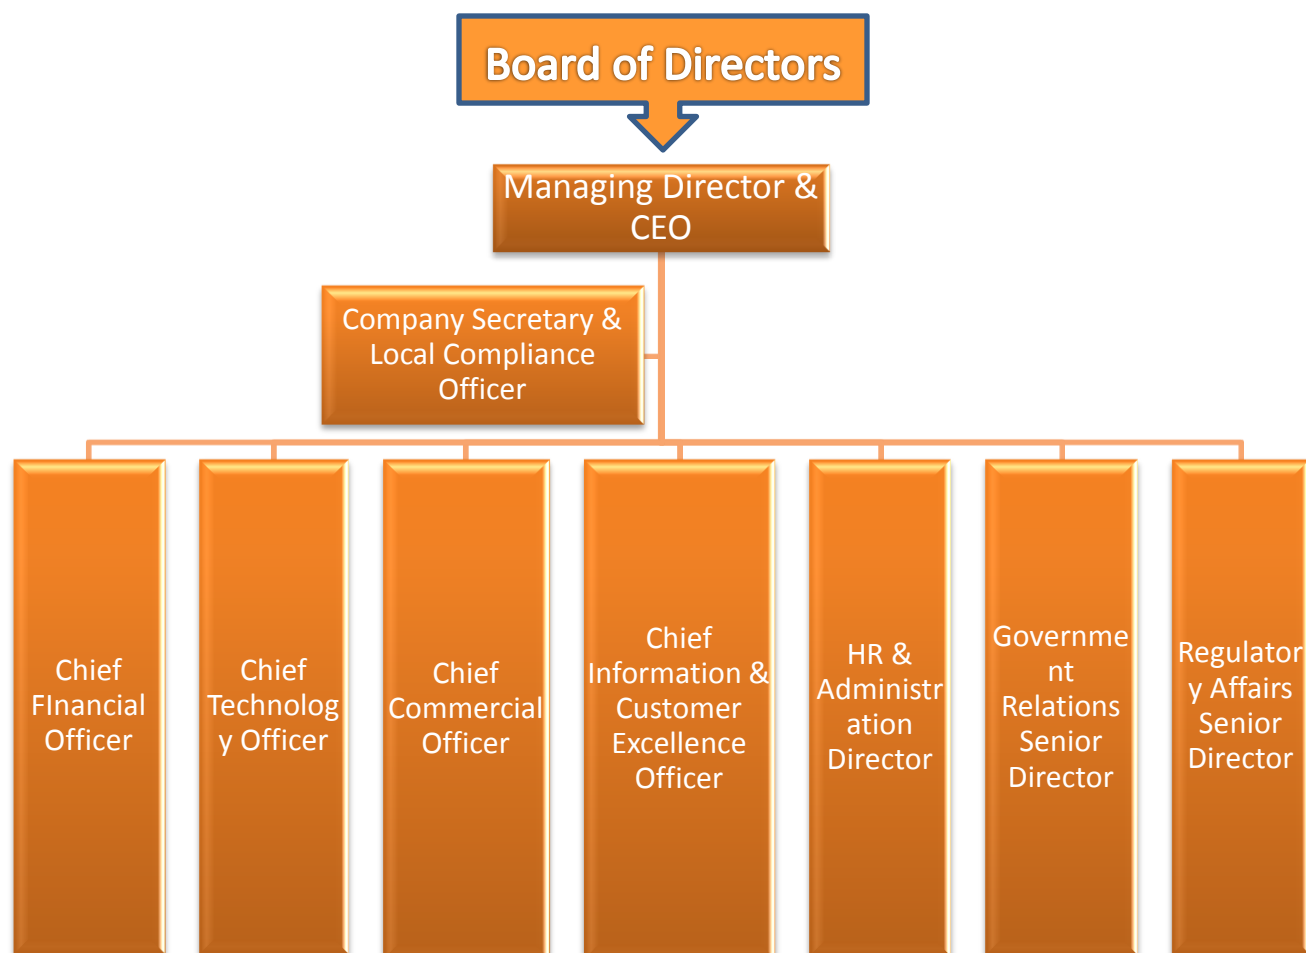 Board of Directors
Managing Director &
CEO
Company Secretary &
Local Compliance
Officer
Chief
FInancial
Officer
Chief
Technolog
y Officer
Chief
Commercial
Officer
Chief
Information &
Customer
Excellence
Officer
HR &
Administr
ation
Director
Governme
nt
Relations
Senior
Director
Regulator
y Affairs
Senior
Director